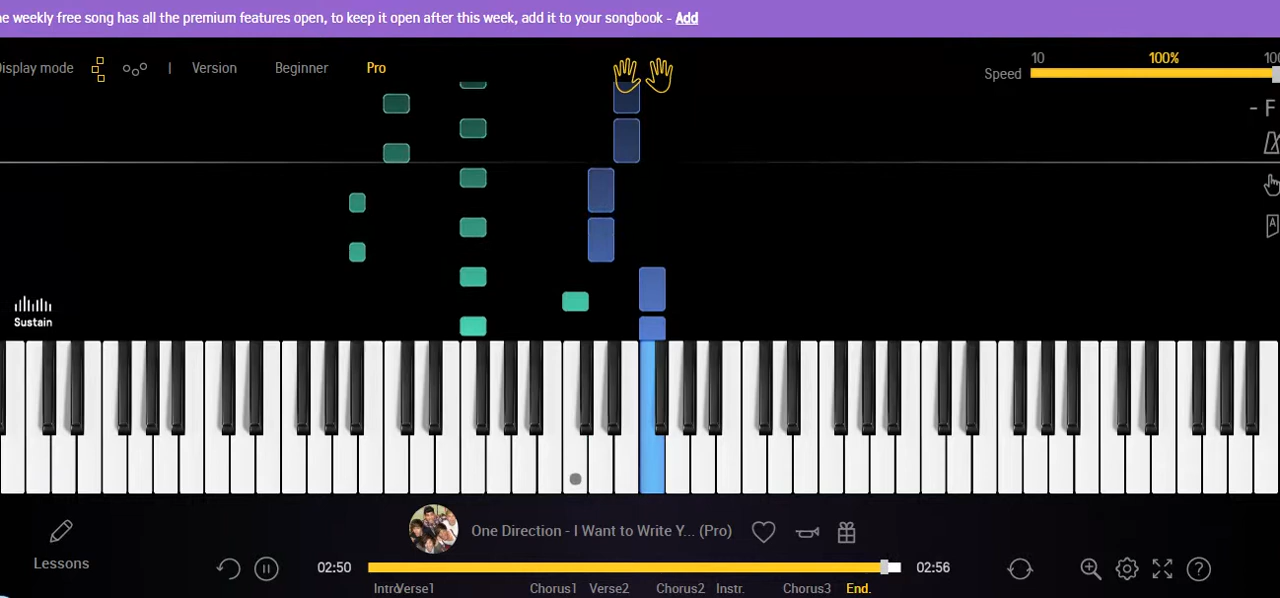 e weekly free song has all the premium features open, to keep it open after this week, add it to your songbook - Add
isplay mode | Version Beginner Pro
Speed 10 100% 100
- F
A
Sustain
One Direction - I Want to Write Y... (Pro)
Lessons
02:50 02:56
Intro Verse1 Chorus1 Verse2 Chorus2 Instr. Chorus3 End.